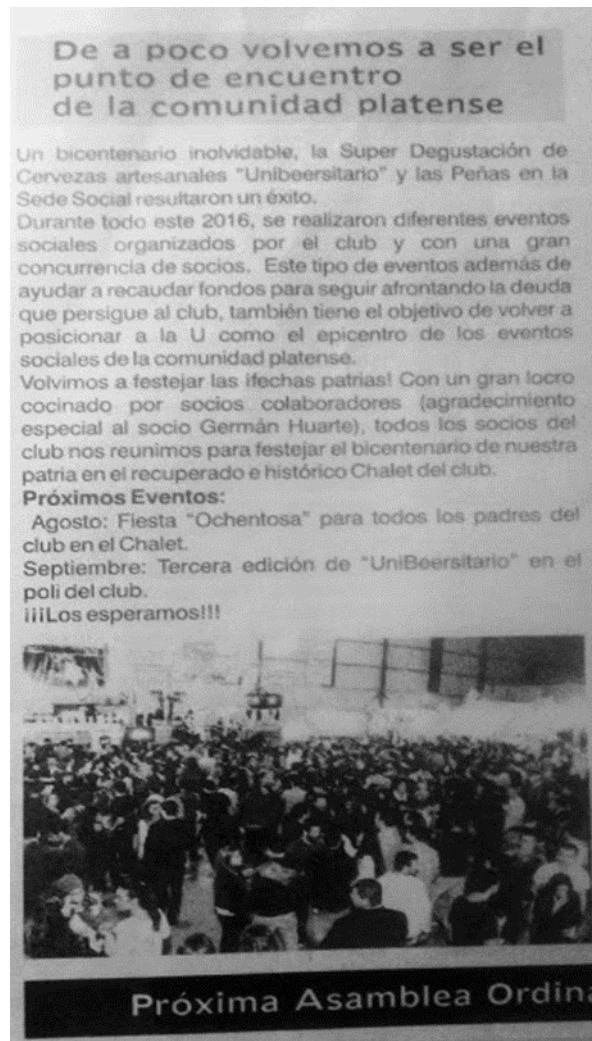 De a poco volvemos a ser el
punto de encuentro
de la comunidad platense
Un bicentenario inolvidable, la Super Degustación de
Cervezas artesanales "Unibeersitario" y las Peñas en la
Sede Social resultaron un éxito.
Durante todo este 2016, se realizaron diferentes eventos
sociales organizados por el club y con una gran
concurrencia de socios. Este tipo de eventos además de
ayudar a recaudar fondos para seguir afrontando la deuda
que persigue al club, también tiene el objetivo de volver a
posicionar a la U como el epicentro de los eventos
sociales de la comunidad platense.
Volvimos a festejar las ¡fechas patrias! Con un gran locro
cocinado por socios colaboradores (agradecimiento
especial al socio Germán Huarte), todos los socios del
club nos reunimos para festejar el bicentenario de nuestra
patria en el recuperado e histórico Chalet del club.
Próximos Eventos:
Agosto: Fiesta "Ochentosa" para todos los padres del
club en el Chalet.
Septiembre: Tercera edición de "UniBeersitario" en el
poli del club.
¡¡¡Los esperamos!!!
Próxima Asamblea Ordina